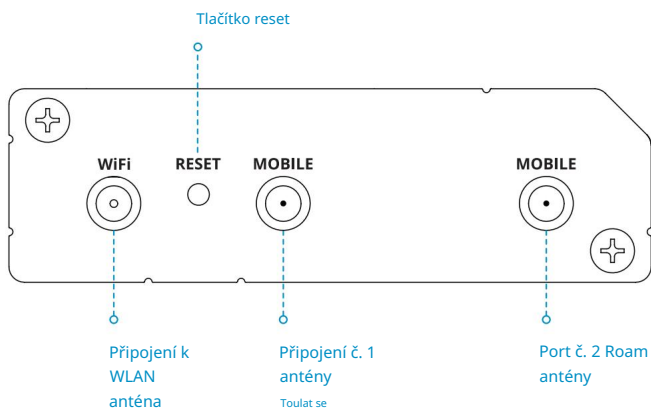 Tlačítko reset
WiFi RESET MOBILE MOBILE
Připojení k
WLAN
anténa
Připojení č. 1
antény
Toulat se
Port č. 2 Roam
antény